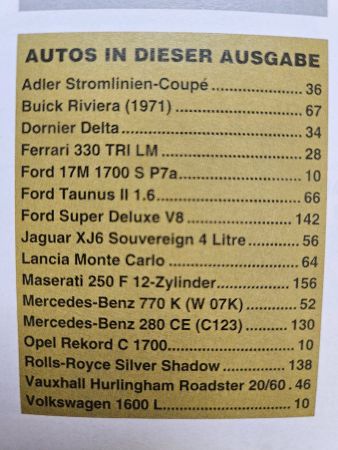 AUTOS IN DIESER AUSGABE
Adler Stromlinien-Coupé ................. 36
Buick Riviera (1971) ........................ 67
Dornier Delta................................... 34
Ferrari 330 TRI LM .......................... 28
Ford 17M 1700 S P7a...................... 10
Ford Taunus II 1.6............................ 66
Ford Super Deluxe V8 .................... 142
Jaguar XJ6 Souvereign 4 Litre.......... 56
Lancia Monte Carlo ......................... 64
Maserati 250 F 12-Zylinder............. 156
Mercedes-Benz 770 K (W 07K)......... 52
Mercedes-Benz 280 CE (C123) ....... 130
Opel Rekord C 1700......................... 10
Rolls-Royce Silver Shadow ............. 138
Vauxhall Hurlingham Roadster 20/60 . 46
Volkswagen 1600 L.......................... 10